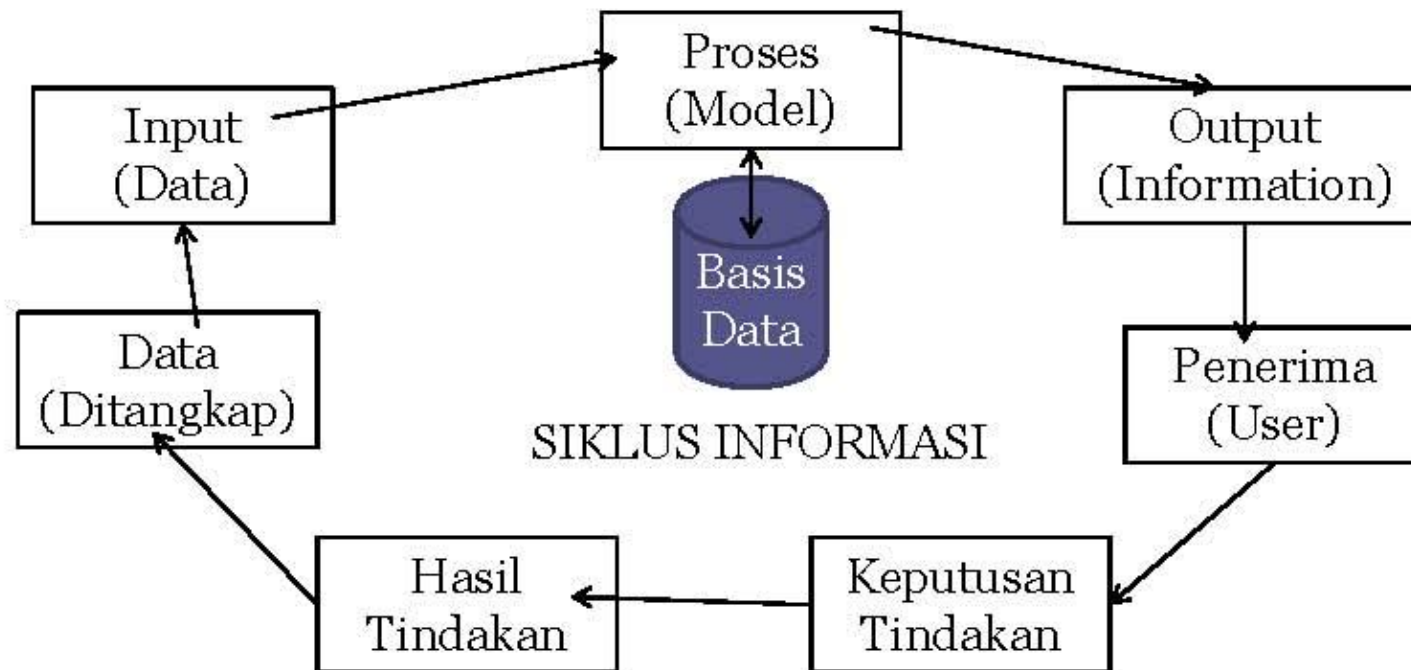 Proses
(Model)
Input
(Data)
Output
(Information)
Basis
Data
Data
(Ditangkap)
Penerima
(User)
SIKLUS INFORMASI
Hasil
Tindakan
Keputusan
Tindakan